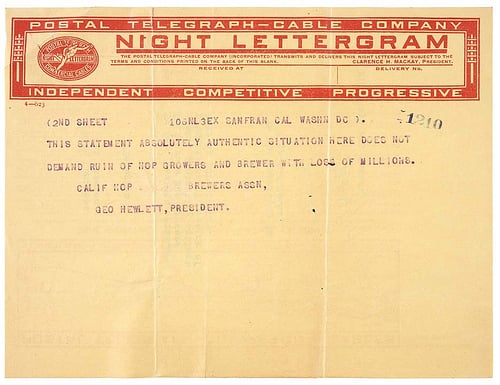 POSTAL TELEGRAPH-CABLE COMPANY
NIGHT LETTERGRAM
THE POSTAL TELEGRAPH-CABLE COMPANY (INCORPORATED) TRANSMITS AND DELIVERS THIS NIGHT LETTERGRAM SUBJECT TO THE
TERMS AND CONDITIONS PRINTED ON THE BACK OF THIS BLANK. CLARENCE H. MACKAY, PRESIDENT.
RECEIVED AT DELIVERY No.
INDEPENDENT COMPETITIVE PROGRESSIVE
4-023
(2ND SHEET 106NL3EX SANFRAN CAL WASHN DC ). 1210
THIS STATEMENT ABSOLUTELY AUTHENTIC SITUATION HERE DOES NOT
DEMAND RUIN OF HOP GROWERS AND BREWER WITH LOSS OF MILLIONS.
CALIF HOP BREWERS ASSN,
GEO HEWLETT, PRESIDENT.